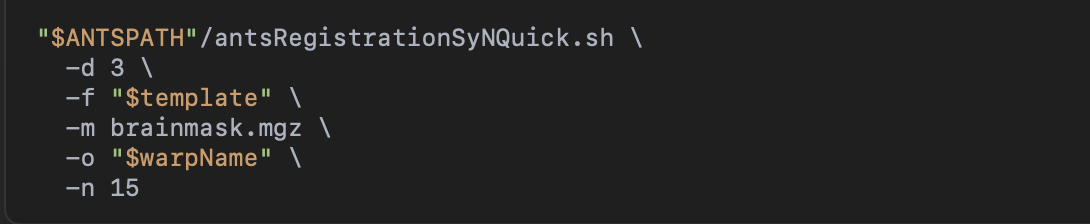 "$ANTSPATH"/antsRegistrationSyNQuick.sh \
-d 3 \
-f "$template" \
-m brainmask.mgz \
-o "$warpName" \
-n 15